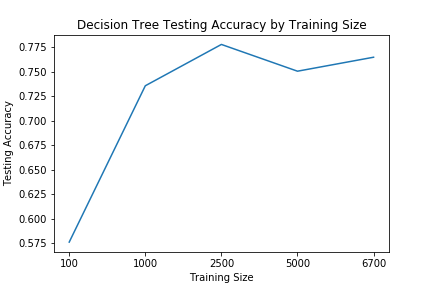 Decision Tree Testing Accuracy by Training Size
0.775
0.750
0.725
0.700
0.675
0.650
0.625
0.600
0.575
Testing Accuracy
100 1000 2500 5000 6700
Training Size